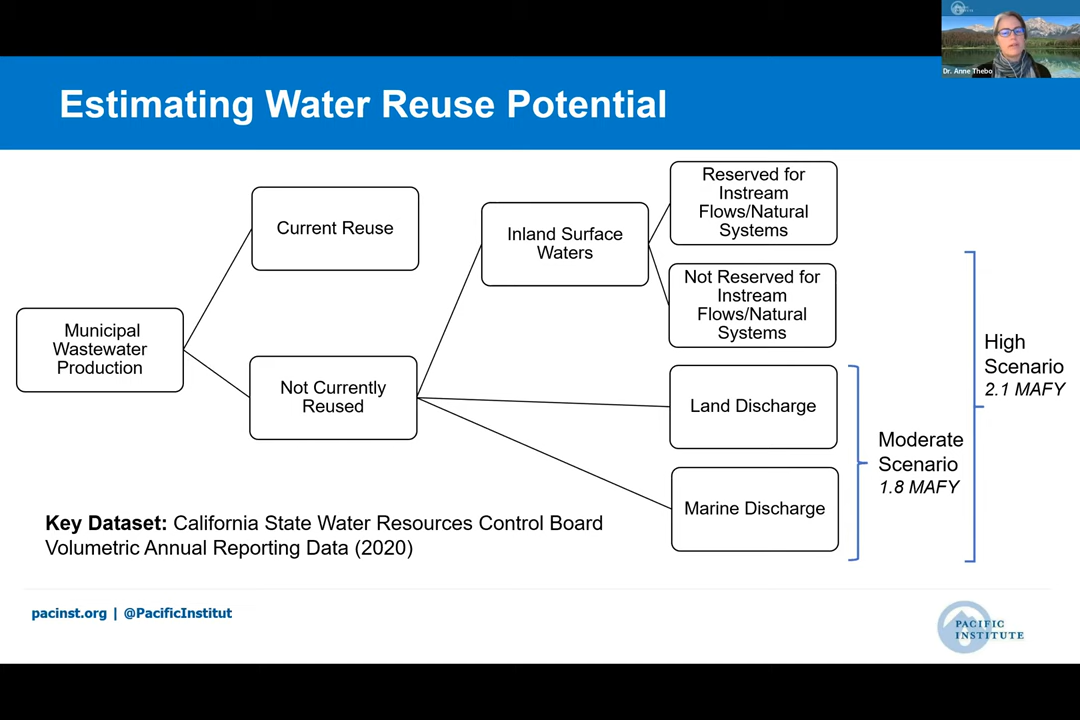 Dr. Anne Thebo
Estimating Water Reuse Potential
Municipal
Wastewater
Production
Current Reuse
Not Currently
Reused
Inland Surface
Waters
Reserved for
Instream
Flows/Natural
Systems
Not Reserved for
Instream
Flows/Natural
Systems
Land Discharge
Marine Discharge
Moderate
Scenario
1.8 MAFY
High
Scenario
2.1 MAFY
Key Dataset: California State Water Resources Control Board
Volumetric Annual Reporting Data (2020)
pacinst.org | @PacificInstitut
PACIFIC
INSTITUTE